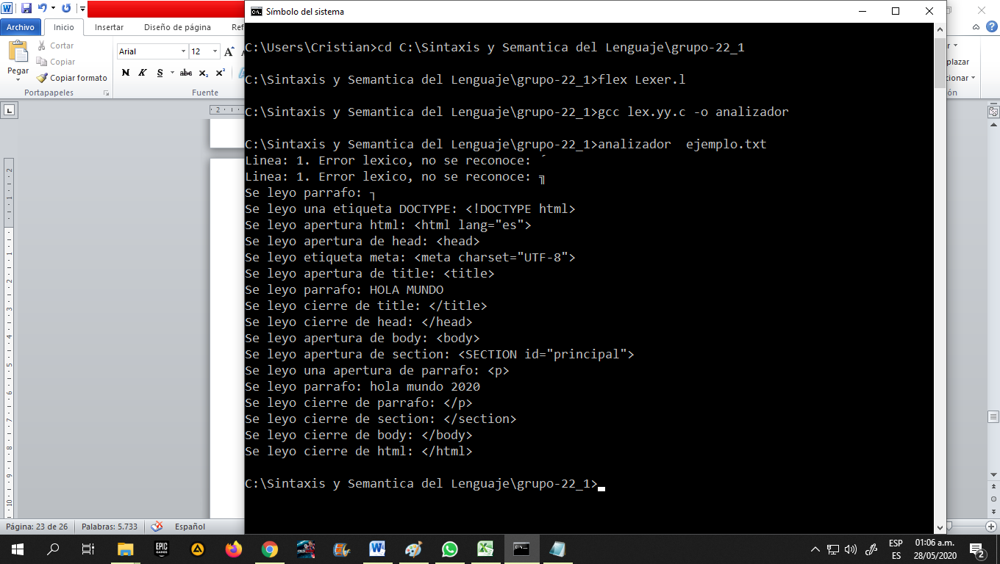 Símbolo del sistema
Archivo Inicio Insertar Diseño de página Ref
Cortar
Copiar
Copiar formato
Pegar
Portapapeles
Arial 12
N K S abc x₂ x²
Fuente
plazar
cionar
ón
C:\Users\Cristian>cd C:\Sintaxis y Semantica del Lenguaje\grupo-22_1
C:\Sintaxis y Semantica del Lenguaje\grupo-22_1>flex Lexer.l
C:\Sintaxis y Semantica del Lenguaje\grupo-22_1>gcc lex.yy.c -o analizador
C:\Sintaxis y Semantica del Lenguaje\grupo-22_1>analizador  ejemplo.txt
Linea: 1. Error lexico, no se reconoce: ´
Linea: 1. Error lexico, no se reconoce: ╗
Se leyo parrafo: ┐
Se leyo una etiqueta DOCTYPE: <!DOCTYPE html>
Se leyo apertura html: <html lang="es">
Se leyo apertura de head: <head>
Se leyo etiqueta meta: <meta charset="UTF-8">
Se leyo apertura de title: <title>
Se leyo parrafo: HOLA MUNDO
Se leyo cierre de title: </title>
Se leyo cierre de head: </head>
Se leyo apertura de body: <body>
Se leyo apertura de section: <SECTION id="principal">
Se leyo una apertura de parrafo: <p>
Se leyo parrafo: hola mundo 2020
Se leyo cierre de parrafo: </p>
Se leyo cierre de section: </section>
Se leyo cierre de body: </body>
Se leyo cierre de html: </html>
C:\Sintaxis y Semantica del Lenguaje\grupo-22_1>
Página: 23 de 26 Palabras: 5.733 Español
EPIC GAMES
ESP
ES
01:06 a.m.
28/05/2020
2